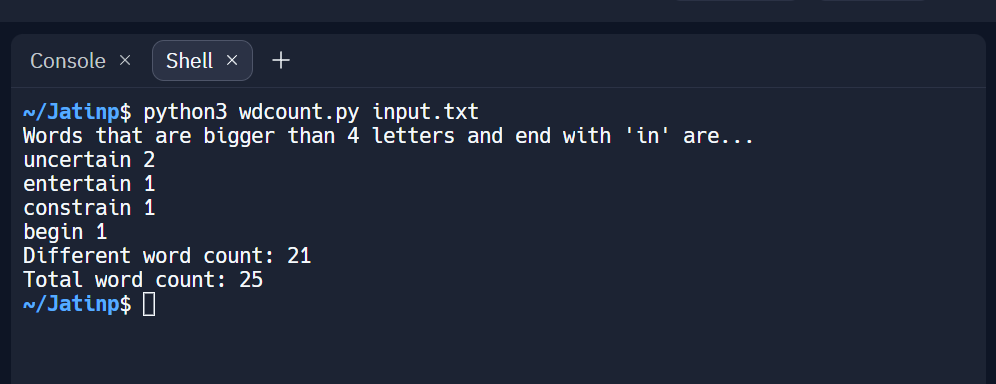 Console × Shell × +
~/Jatinp$ python3 wdcount.py input.txt
Words that are bigger than 4 letters and end with 'in' are...
uncertain 2
entertain 1
constrain 1
begin 1
Different word count: 21
Total word count: 25
~/Jatinp$